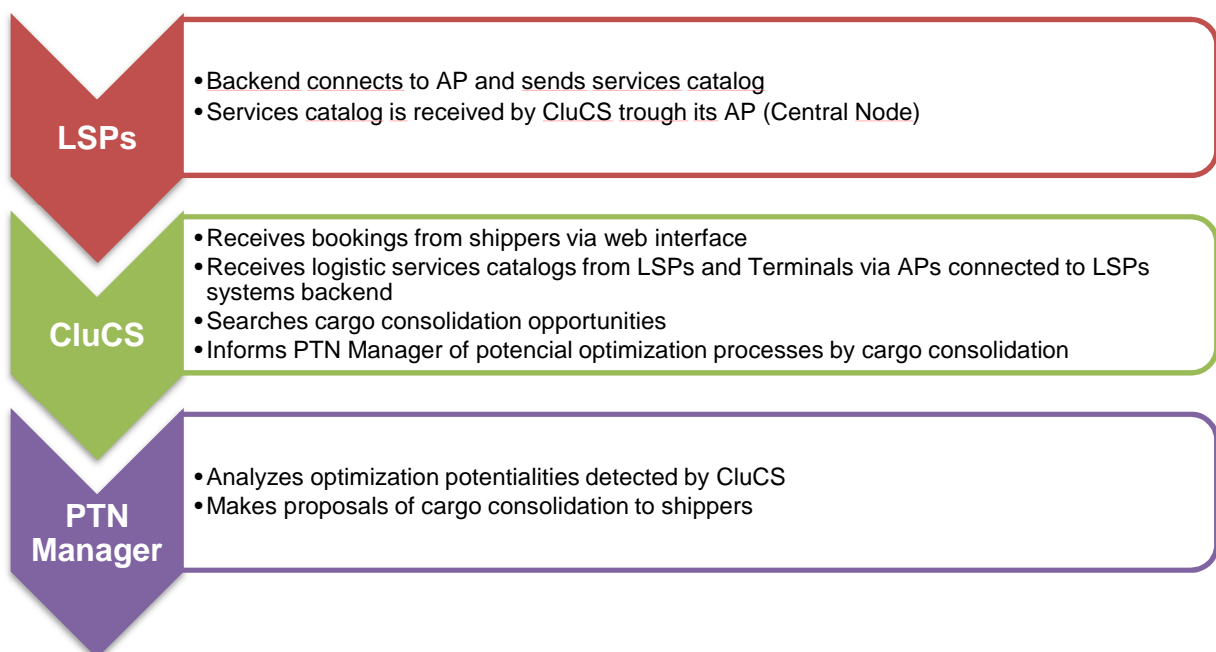 LSPs
•Backend connects to AP and sends services catalog
•Services catalog is received by CluCS trough its AP (Central Node)
CluCS
•Receives bookings from shippers via web interface
•Receives logistic services catalogs from LSPs and Terminals via APs connected to LSPs
systems backend
•Searches cargo consolidation opportunities
•Informs PTN Manager of potencial optimization processes by cargo consolidation
PTN
Manager
•Analyzes optimization potentialities detected by CluCS
•Makes proposals of cargo consolidation to shippers